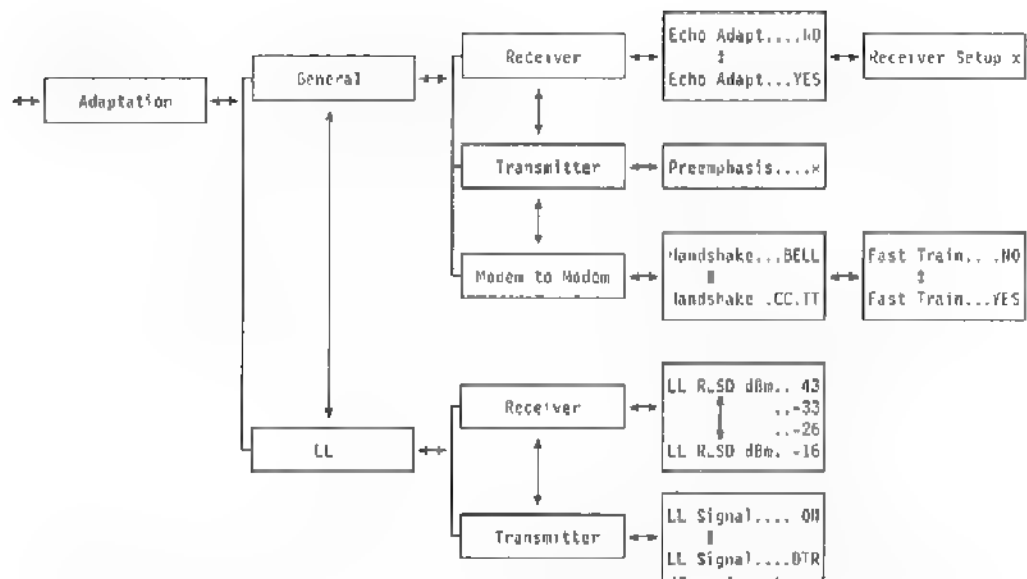 Adaptation
General
Receiver
Echo Adapt....NO
Echo Adapt...YES
Receiver Setup x
Transmitter
Preemphasis....x
Modem to Modem
Handshake...BELL
Handshake .CC.TT
Fast Train...NO
Fast Train...YES
LL
Receiver
LL RLSD dBm.. 43
..-33
..-26
LL RLSD dBm. -16
Transmitter
LL Signal.... ON
LL Signal....DTR